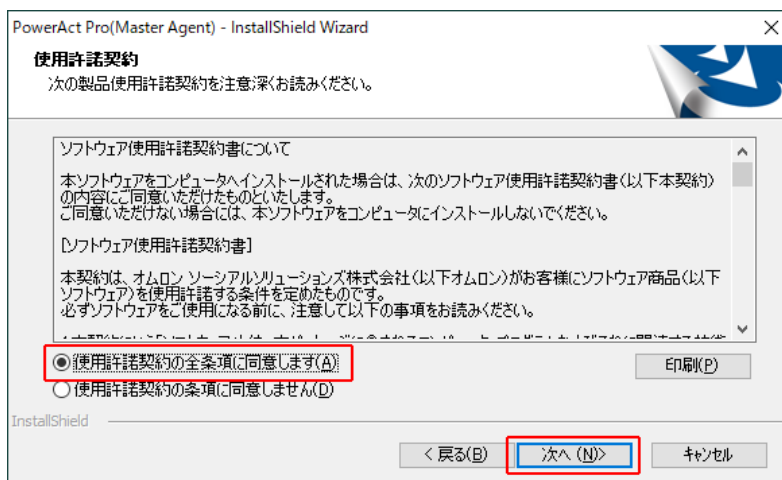 PowerAct Pro(Master Agent) - InstallShield Wizard
使用許諾契約
次の製品使用許諾契約を注意深くお読みください。
ソフトウェア使用許諾契約書について
本ソフトウェアをコンピュータへインストールされた場合は、次のソフトウェア使用許諾契約書(以下本契約)
の内容にご同意いただけたものといたします。
ご同意いただけない場合には、本ソフトウェアをコンピュータにインストールしないでください。
[ソフトウェア使用許諾契約書]
本契約は、オムロン ソーシアルソリューションズ株式会社(以下オムロン)がお客様にソフトウェア商品(以下
ソフトウェア)を使用許諾する条件を定めたものです。
必ずソフトウェアをご使用になる前に、注意して以下の事項をお読みください。
使用許諾契約の全条項に同意します(A)
印刷(P)
使用許諾契約の条項に同意しません(D)
InstallShield
< 戻る(B)
次へ (N)>
キャンセル